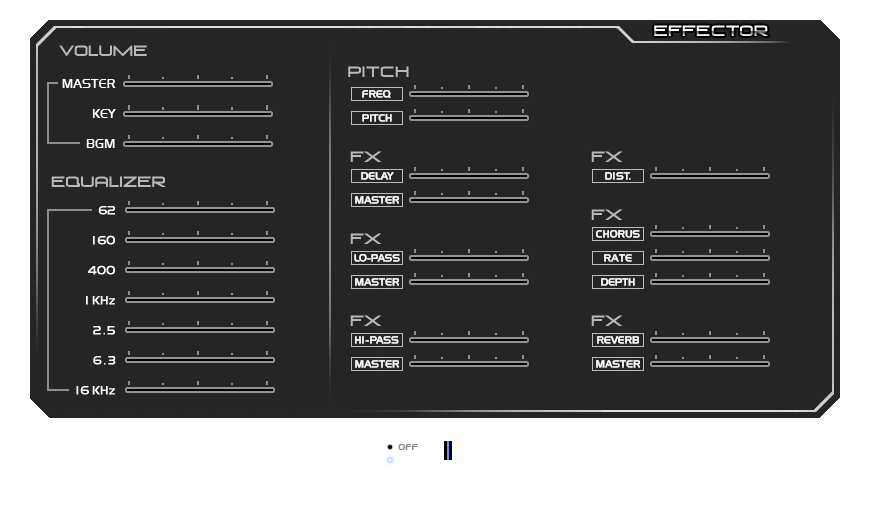 EFFECTOR
VOLUME
MASTER
KEY
BGM
EQUALIZER
62
160
400
1 KHz
2.5
6.3
16 KHz
PITCH
FREQ
PITCH
FX
DELAY
MASTER
FX
LO-PASS
MASTER
FX
HI-PASS
MASTER
FX
DIST.
FX
CHORUS
RATE
DEPTH
FX
REVERB
MASTER
OFF